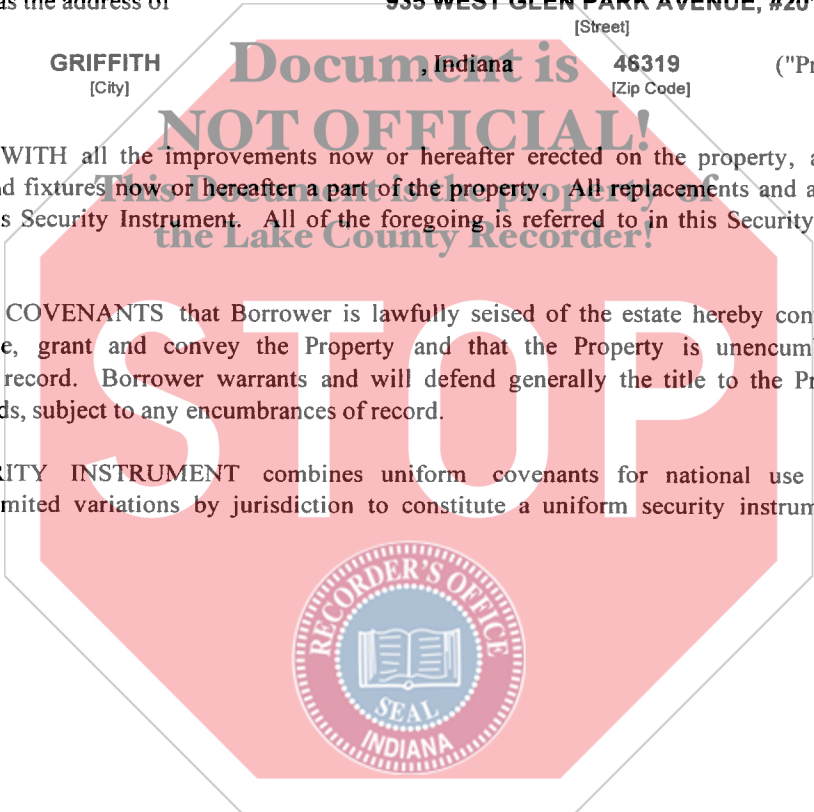 as the address of 935 WEST GLEN PARK AVENUE, #20
[Street]
GRIFFITH , Indiana 46319 ("Pr
[City] [Zip Code]
Document is
NOT OFFICIAL!
This Document is the property of
the Lake County Recorder!
WITH all the improvements now or hereafter erected on the property, a
d fixtures now or hereafter a part of the property. All replacements and a
s Security Instrument. All of the foregoing is referred to in this Security
COVENANTS that Borrower is lawfully seised of the estate hereby con
e, grant and convey the Property and that the Property is unencum
record. Borrower warrants and will defend generally the title to the Pr
ds, subject to any encumbrances of record.
RITY INSTRUMENT combines uniform covenants for national use
mited variations by jurisdiction to constitute a uniform security instrum
STOP
RECORDER'S OFFICE
SEAL
INDIANA